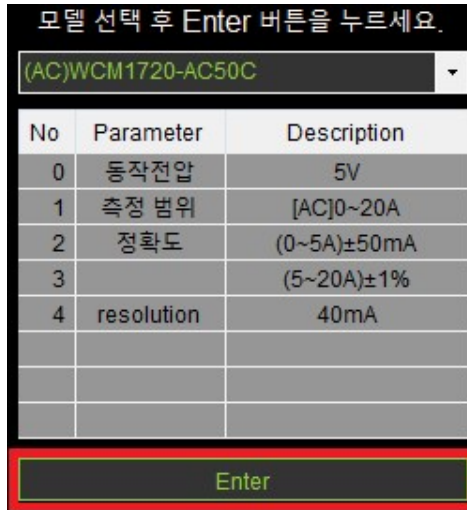 모델 선택 후 Enter 버튼을 누르세요.
(AC)WCM1720-AC50C
No Parameter Description
0 동작전압 5V
1 측정 범위 [AC]0~20A
2 정확도 (0~5A)±50mA
3 (5~20A)±1%
4 resolution 40mA
Enter